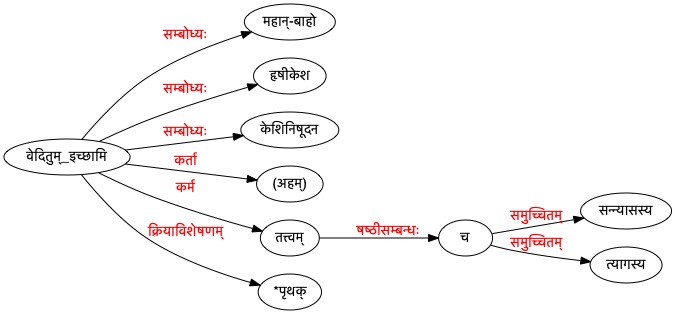 महान्-बाहो
सम्बोध्यः
हृषीकेश
सम्बोध्यः
केशिनिषूदन
सम्बोध्यः
वेदितुम्_इच्छामि
कर्ता
(अहम्)
कर्म
तत्त्वम्
षष्ठीसम्बन्धः
च
समुच्चितम्
सन्न्यासस्य
समुच्चितम्
त्यागस्य
क्रियाविशेषणम्
*पृथक्